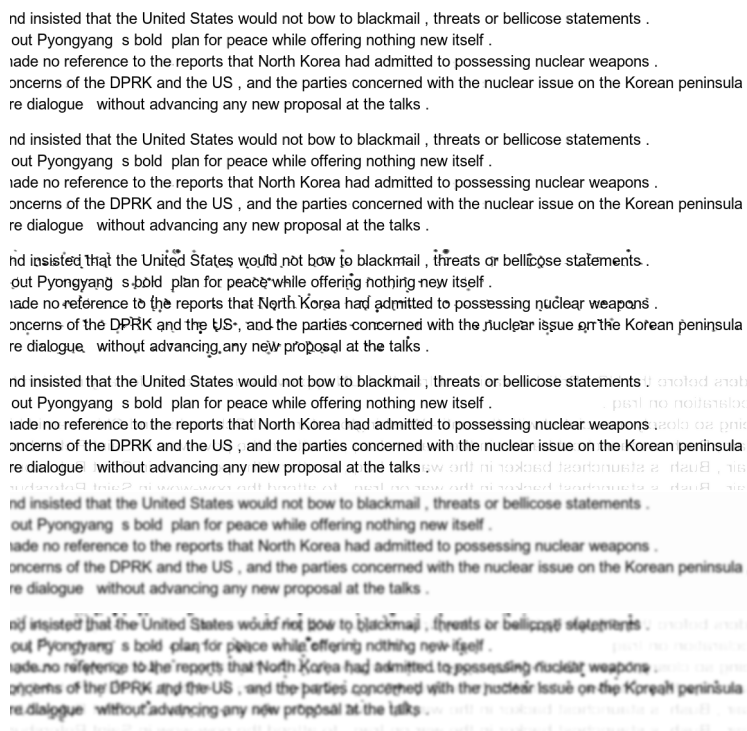 nd insisted that the United States would not bow to blackmail , threats or bellicose statements .
out Pyongyang s bold plan for peace while offering nothing new itself .
nade no reference to the reports that North Korea had admitted to possessing nuclear weapons .
oncerns of the DPRK and the US , and the parties concerned with the nuclear issue on the Korean peninsula
re dialogue without advancing any new proposal at the talks .
nd insisted that the United States would not bow to blackmail , threats or bellicose statements .
out Pyongyang s bold plan for peace while offering nothing new itself .
nade no reference to the reports that North Korea had admitted to possessing nuclear weapons .
oncerns of the DPRK and the US , and the parties concerned with the nuclear issue on the Korean peninsula
re dialogue without advancing any new proposal at the talks .
nd insisted that the United States would not bow to blackmail , threats or bellicose statements .
out Pyongyang s bold plan for peace while offering nothing new itself .
nade no reference to the reports that North Korea had admitted to possessing nuclear weapons .
oncerns of the DPRK and the US , and the parties concerned with the nuclear issue on the Korean peninsula
re dialogue without advancing any new proposal at the talks .
nd insisted that the United States would not bow to blackmail , threats or bellicose statements .
out Pyongyang s bold plan for peace while offering nothing new itself .
nade no reference to the reports that North Korea had admitted to possessing nuclear weapons .
oncerns of the DPRK and the US , and the parties concerned with the nuclear issue on the Korean peninsula
re dialogue without advancing any new proposal at the talks .
nd insisted that the United States would not bow to blackmail , threats or bellicose statements .
out Pyongyang s bold plan for peace while offering nothing new itself .
nade no reference to the reports that North Korea had admitted to possessing nuclear weapons .
oncerns of the DPRK and the US , and the parties concerned with the nuclear issue on the Korean peninsula
re dialogue without advancing any new proposal at the talks .
nd insisted that the United States would not bow to blackmail , threats or bellicose statements .
out Pyongyang s bold plan for peace while offering nothing new itself .
nade no reference to the reports that North Korea had admitted to possessing nuclear weapons .
oncerns of the DPRK and the US , and the parties concerned with the nuclear issue on the Korean peninsula
re dialogue without advancing any new proposal at the talks .